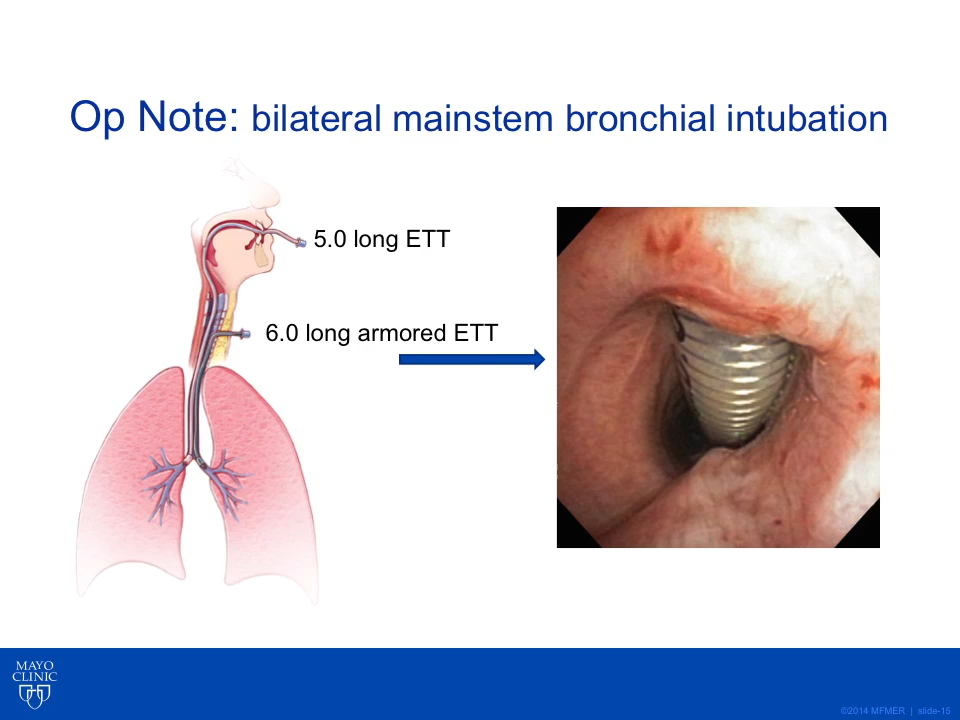 Op Note: bilateral mainstem bronchial intubation
5.0 long ETT
6.0 long armored ETT
MAYO
CLINIC
©2014 MFMER | slide-15